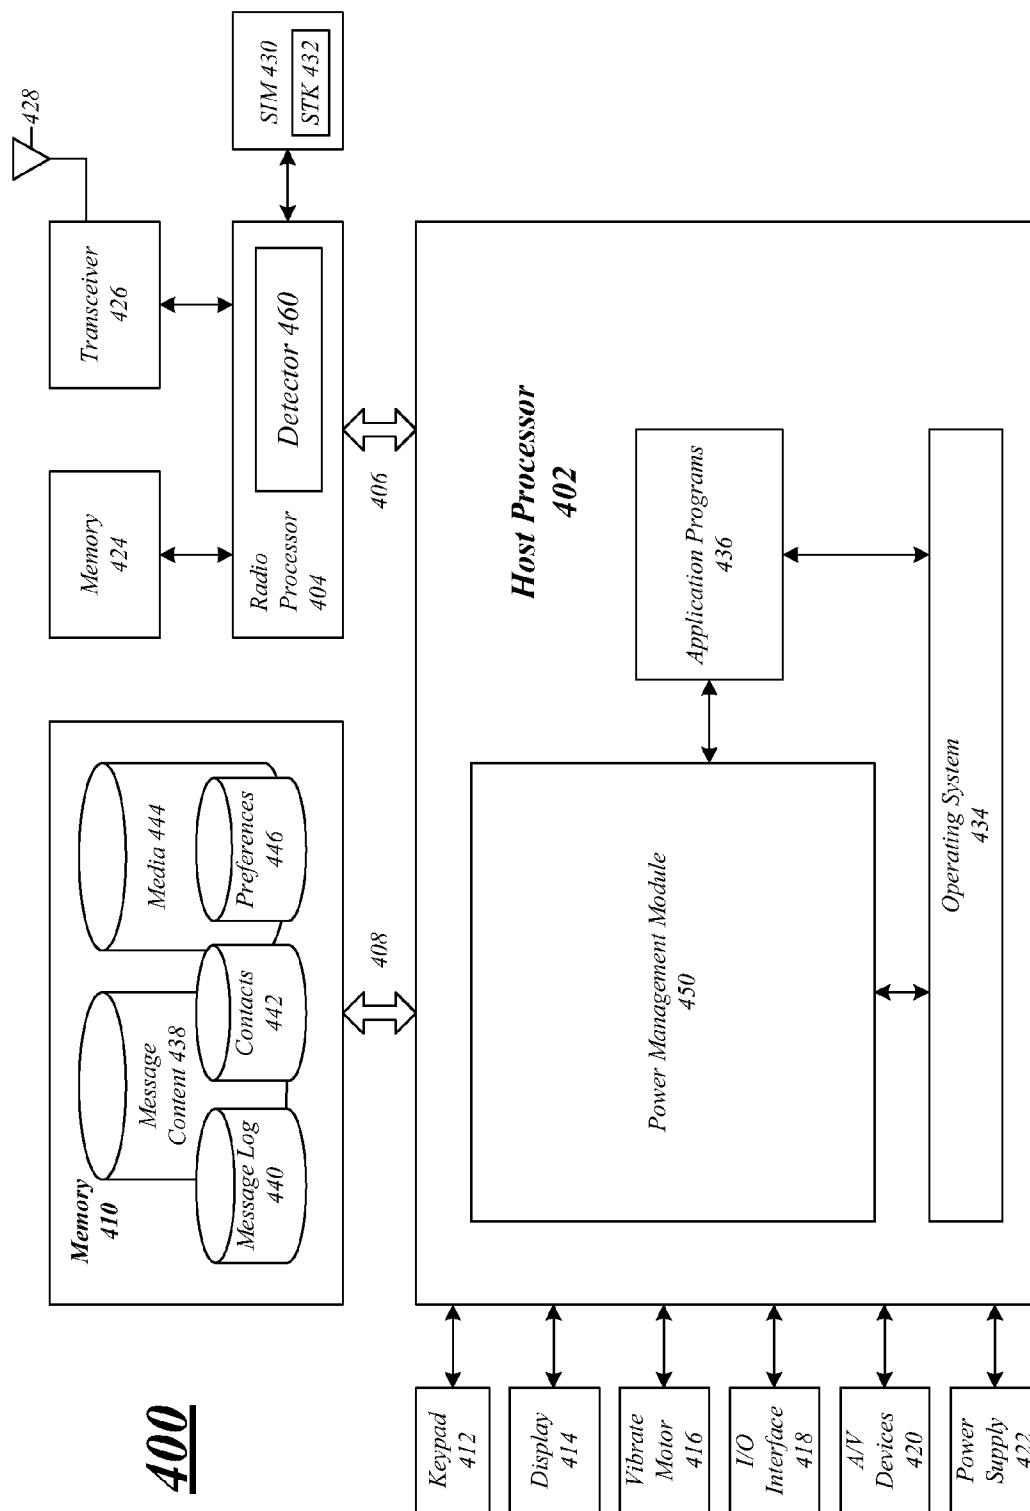 400
Memory
410
Message
Content 438
Media 444
Message Log
440
Contacts
442
Preferences
446
Memory
424
Transceiver
426
428
Radio
Processor
404
Detector 460
SIM 430
STK 432
408
406
Host Processor
402
Power Management Module
450
Application Programs
436
Operating System
434
Keypad
412
Display
414
Vibrate
Motor
416
I/O
Interface
418
A/V
Devices
420
Power
Supply
422